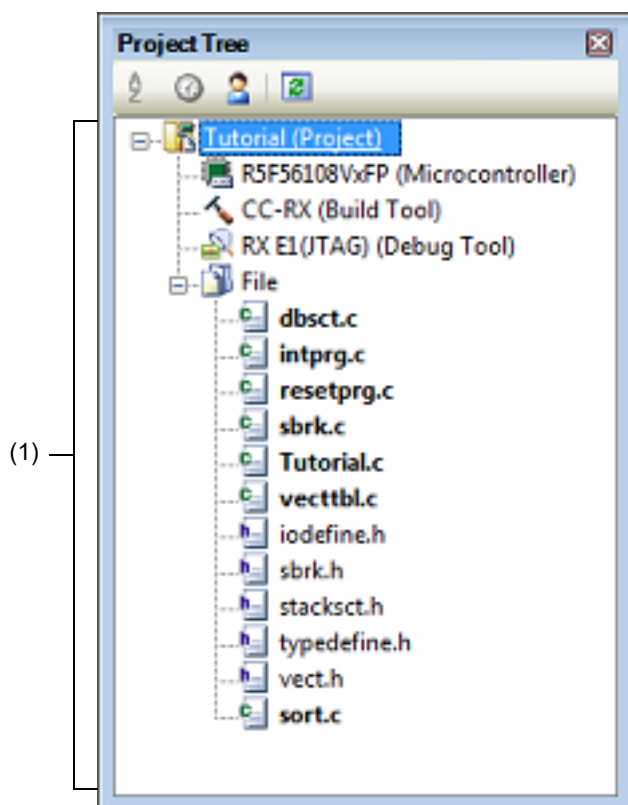 Project Tree
Tutorial (Project)
R5F56108VxFP (Microcontroller)
CC-RX (Build Tool)
RX E1(JTAG) (Debug Tool)
File
dbsct.c
intprg.c
resetprg.c
sbrk.c
(1)
Tutorial.c
vecttbl.c
iodefine.h
sbrk.h
stacksct.h
typedefine.h
vect.h
sort.c